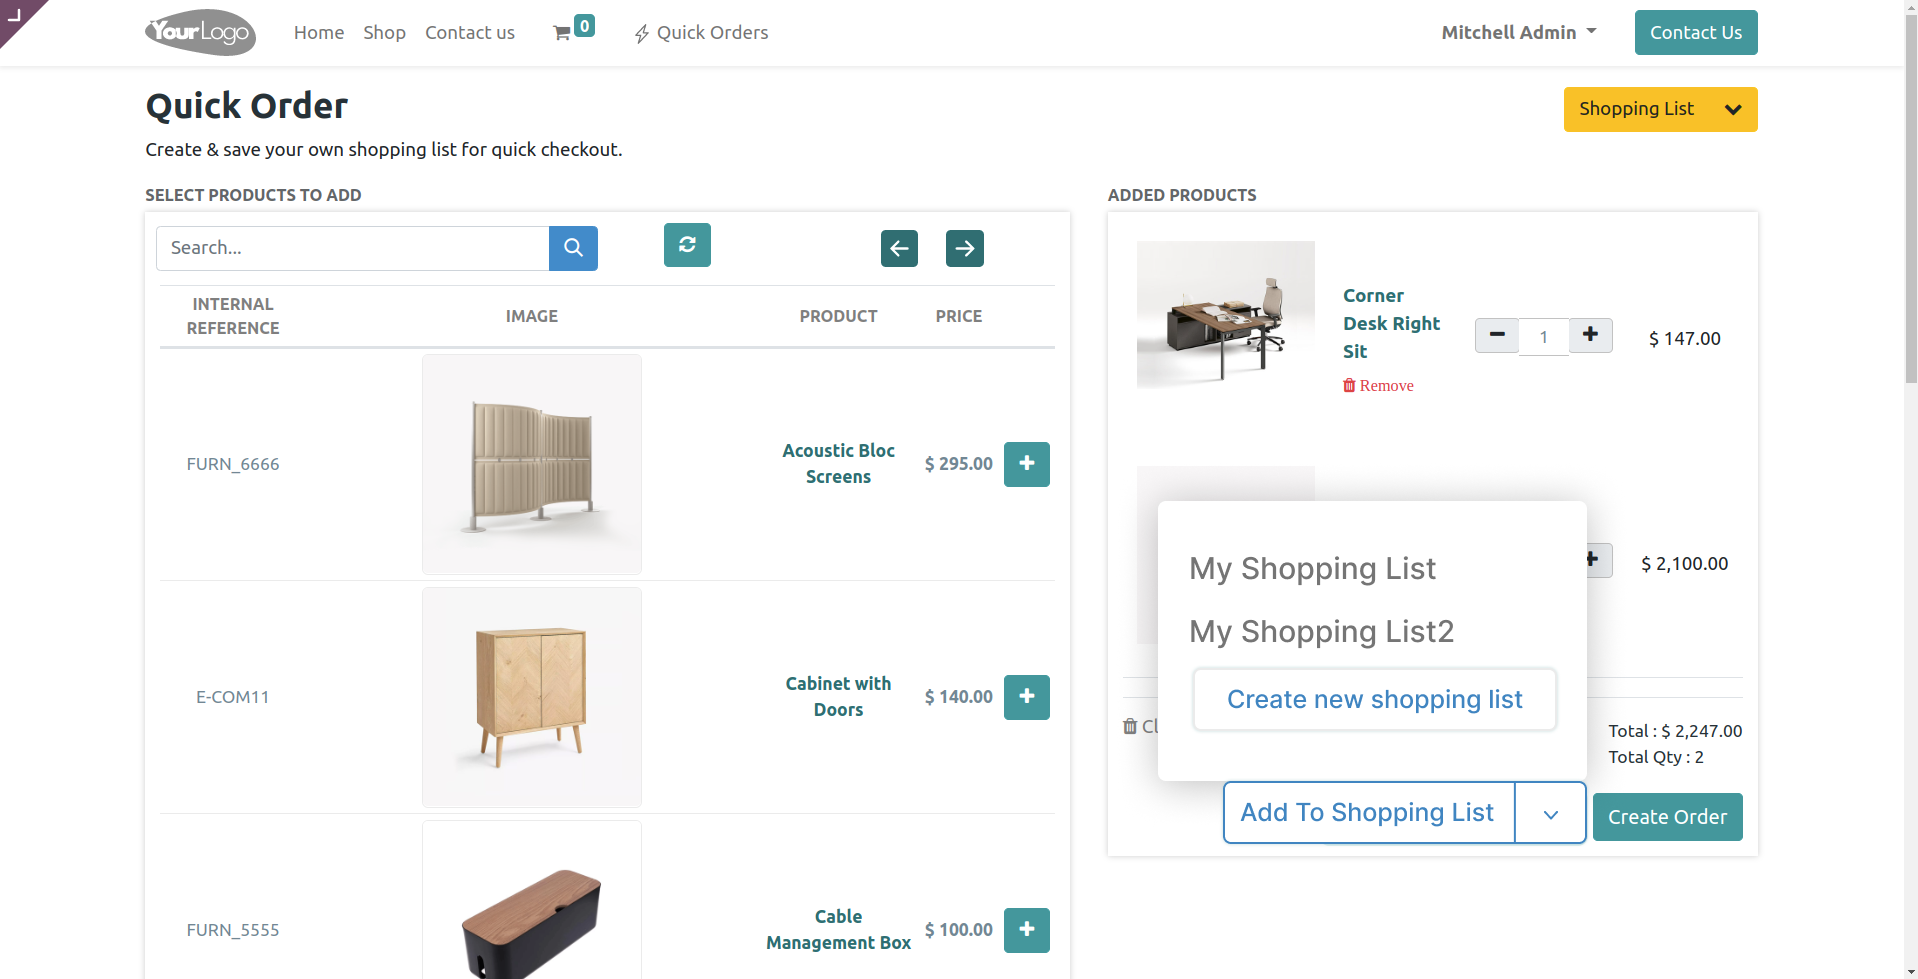 YourLogo
Home Shop Contact us 0 Quick Orders Mitchell Admin Contact Us
Quick Order
Shopping List
Create & save your own shopping list for quick checkout.
SELECT PRODUCTS TO ADD
Search...
INTERNAL REFERENCE IMAGE PRODUCT PRICE
FURN_6666 Acoustic Bloc Screens $ 295.00
E-COM11 Cabinet with Doors $ 140.00
FURN_5555 Cable Management Box $ 100.00
ADDED PRODUCTS
Corner
Desk Right
Sit
1
$ 147.00
Remove
$ 2,100.00
My Shopping List
My Shopping List2
Create new shopping list
Total : $ 2,247.00
Total Qty : 2
Add To Shopping List
Create Order